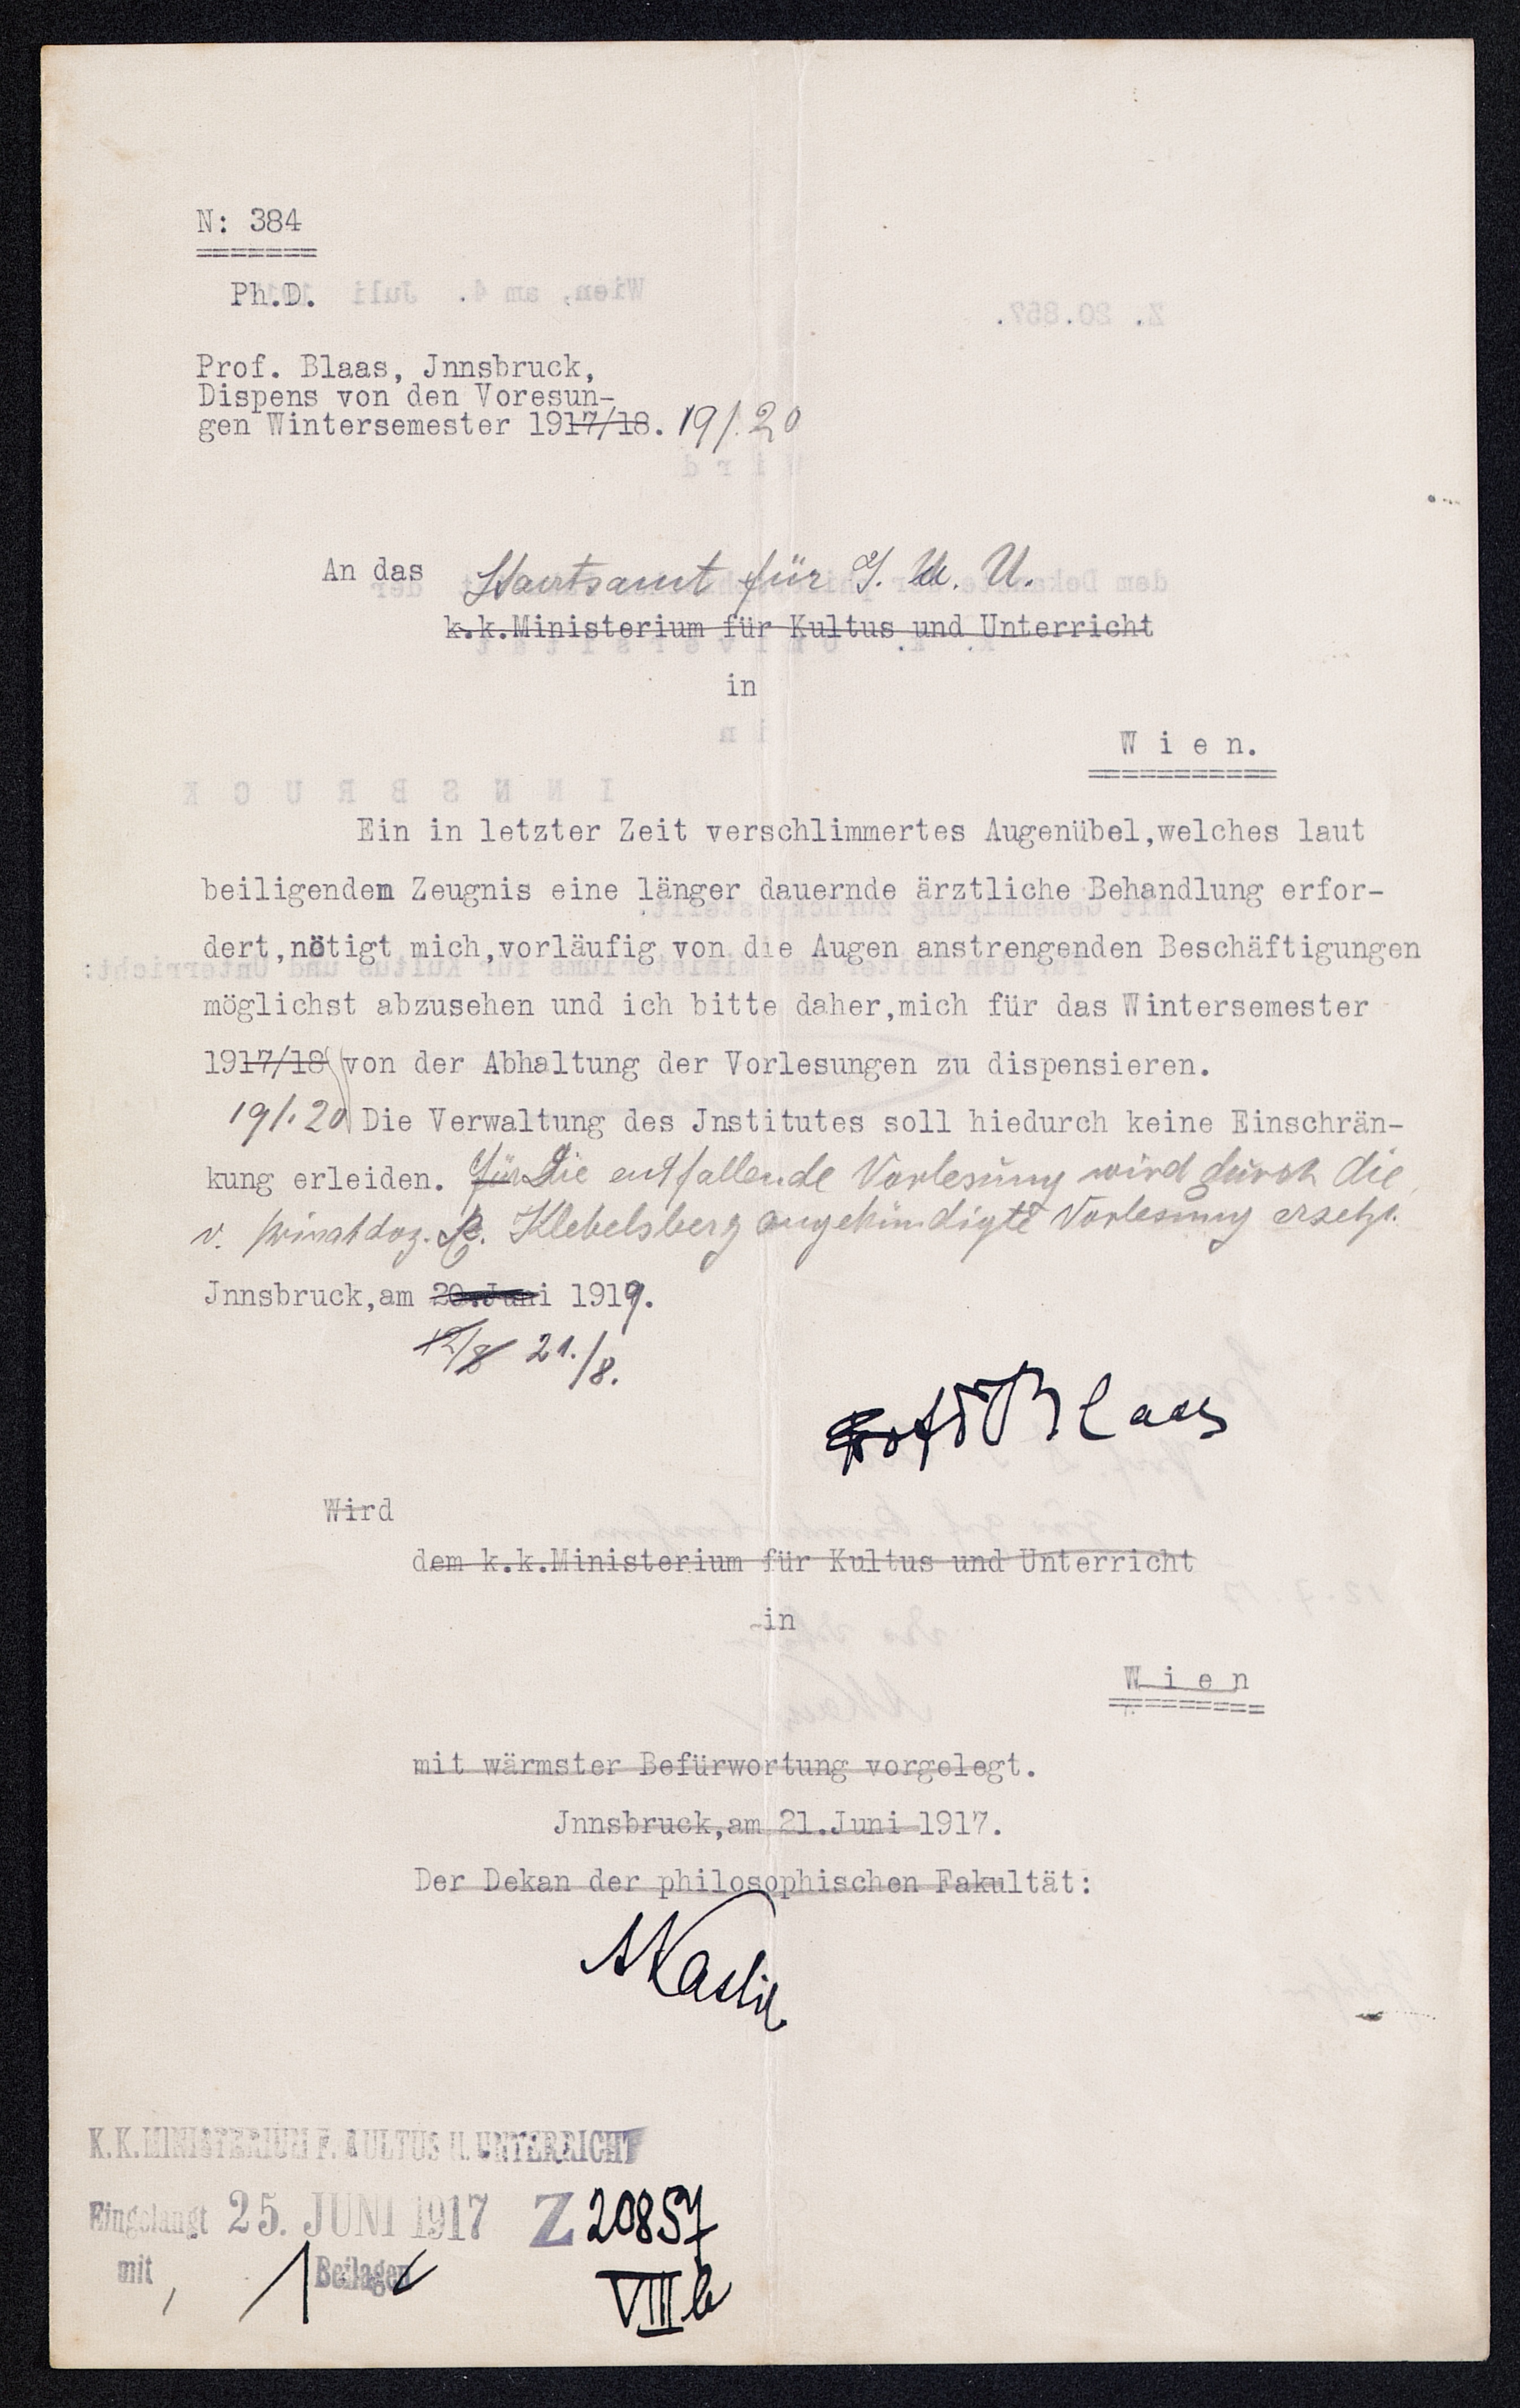 N: 384
Ph.D.
Prof. Blaas, Jnnsbruck,
Dispens von den Voresun-
gen Wintersemester 1917/18. 19/.20
An das Staatsamt für I. u. U.
k.k.Ministerium für Kultus und Unterricht
in
W i e n.
Ein in letzter Zeit verschlimmertes Augenübel,welches laut
beiligendem Zeugnis eine länger dauernde ärztliche Behandlung erfor-
dert,nötigt mich,vorläufig von die Augen anstrengenden Beschäftigungen
möglichst abzusehen und ich bitte daher,mich für das Wintersemester
1917/18 von der Abhaltung der Vorlesungen zu dispensieren.
19/.20 Die Verwaltung des Jnstitutes soll hiedurch keine Einschrän-
kung erleiden. für Die entfallende Vorlesung wird durch die
v. Privatdoz. R. Klebelsberg angekündigte Vorlesung ersetzt.
Jnnsbruck,am 20.Juni 1919.
12/8 21./8.
Prof Dr Blaas
Wird
dem k.k.Ministerium für Kultus und Unterricht
in
W i e n
mit wärmster Befürwortung vorgelegt.
Jnnsbruck,am 21.Juni 1917.
Der Dekan der philosophischen Fakultät:
K.K.MINISTERIUM F. KULTUS U. UNTERRICHT
Eingelangt 25. JUNI 1917 Z 20857
mit 1 Beilagen
VIII b